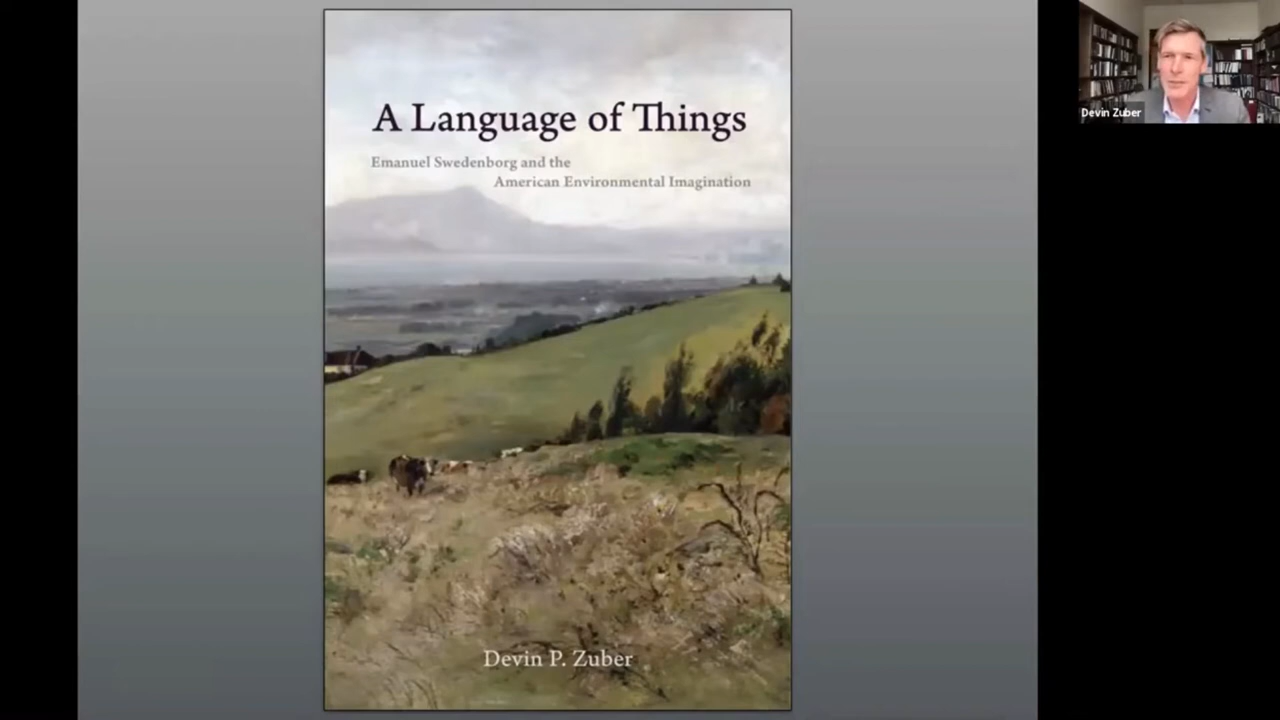 A Language of Things
Emanuel Swedenborg and the
American Environmental Imagination
Devin P. Zuber
Devin Zuber